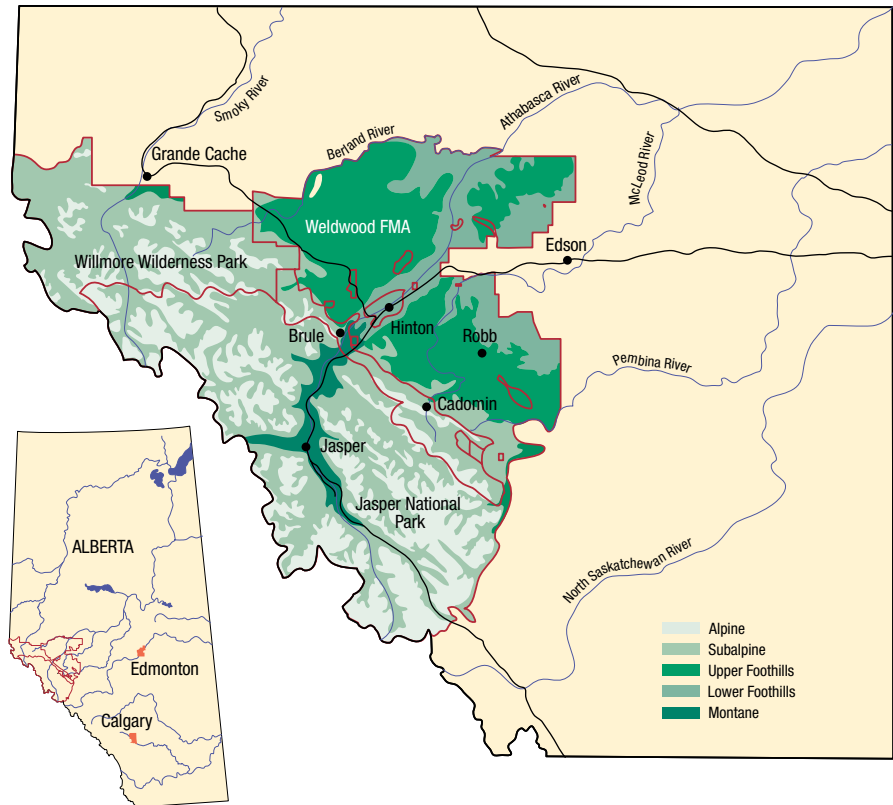 Smoky River
Berland River
Athabasca River
McLeod River
Grande Cache
Weldwood FMA
Edson
Willmore Wilderness Park
Hinton
Brule
Robb
Pembina River
Cadomin
Jasper
Jasper National
Park
North Saskatchewan River
ALBERTA
Edmonton
Calgary
Alpine
Subalpine
Upper Foothills
Lower Foothills
Montane